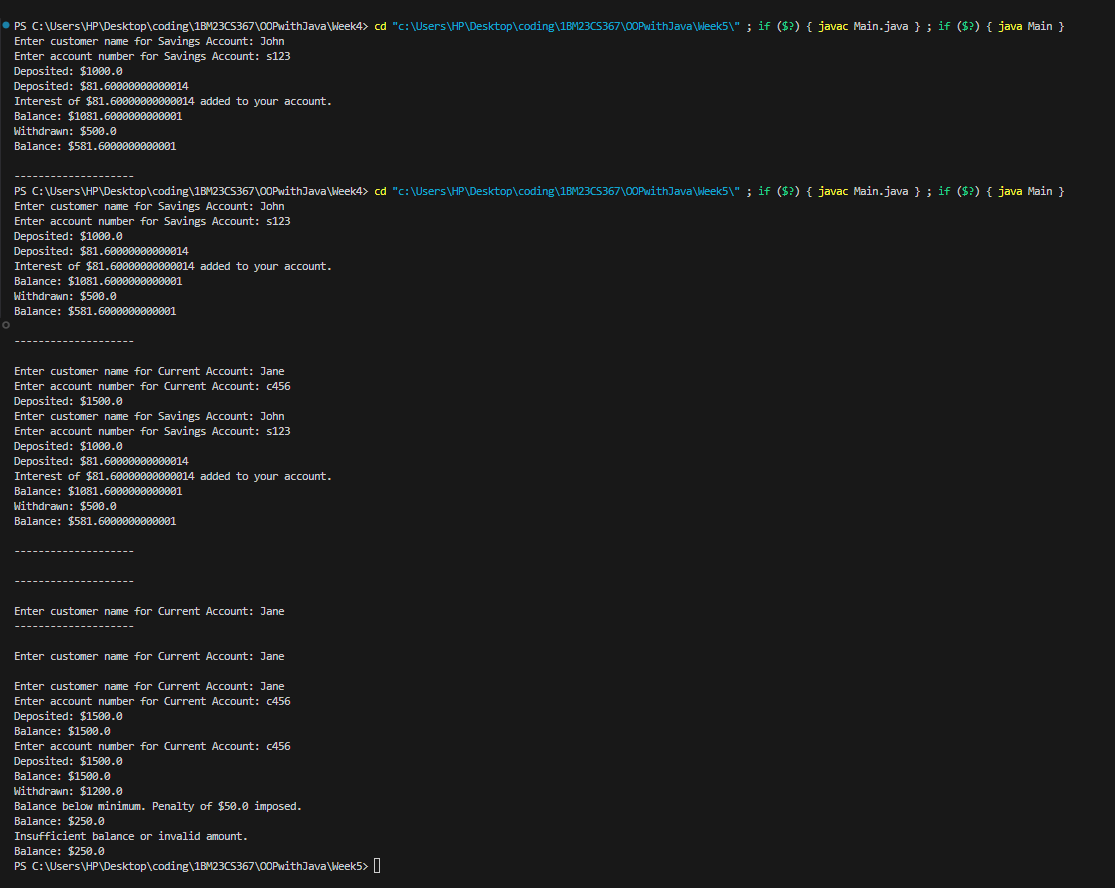 PS C:\Users\HP\Desktop\coding\1BM23CS367\OOPwithJava\Week4> cd "c:\Users\HP\Desktop\coding\1BM23CS367\OOPwithJava\Week5\" ; if ($?) { javac Main.java } ; if ($?) { java Main }
Enter customer name for Savings Account: John
Enter account number for Savings Account: s123
Deposited: $1000.0
Deposited: $81.60000000000014
Interest of $81.60000000000014 added to your account.
Balance: $1081.6000000000001
Withdrawn: $500.0
Balance: $581.6000000000001
--------------------
PS C:\Users\HP\Desktop\coding\1BM23CS367\OOPwithJava\Week4> cd "c:\Users\HP\Desktop\coding\1BM23CS367\OOPwithJava\Week5\" ; if ($?) { javac Main.java } ; if ($?) { java Main }
Enter customer name for Savings Account: John
Enter account number for Savings Account: s123
Deposited: $1000.0
Deposited: $81.60000000000014
Interest of $81.60000000000014 added to your account.
Balance: $1081.6000000000001
Withdrawn: $500.0
Balance: $581.6000000000001
--------------------
Enter customer name for Current Account: Jane
Enter account number for Current Account: c456
Deposited: $1500.0
Enter customer name for Savings Account: John
Enter account number for Savings Account: s123
Deposited: $1000.0
Deposited: $81.60000000000014
Interest of $81.60000000000014 added to your account.
Balance: $1081.6000000000001
Withdrawn: $500.0
Balance: $581.6000000000001
--------------------
--------------------
Enter customer name for Current Account: Jane
--------------------
Enter customer name for Current Account: Jane
Enter customer name for Current Account: Jane
Enter account number for Current Account: c456
Deposited: $1500.0
Balance: $1500.0
Enter account number for Current Account: c456
Deposited: $1500.0
Balance: $1500.0
Withdrawn: $1200.0
Balance below minimum. Penalty of $50.0 imposed.
Balance: $250.0
Insufficient balance or invalid amount.
Balance: $250.0
PS C:\Users\HP\Desktop\coding\1BM23CS367\OOPwithJava\Week5>